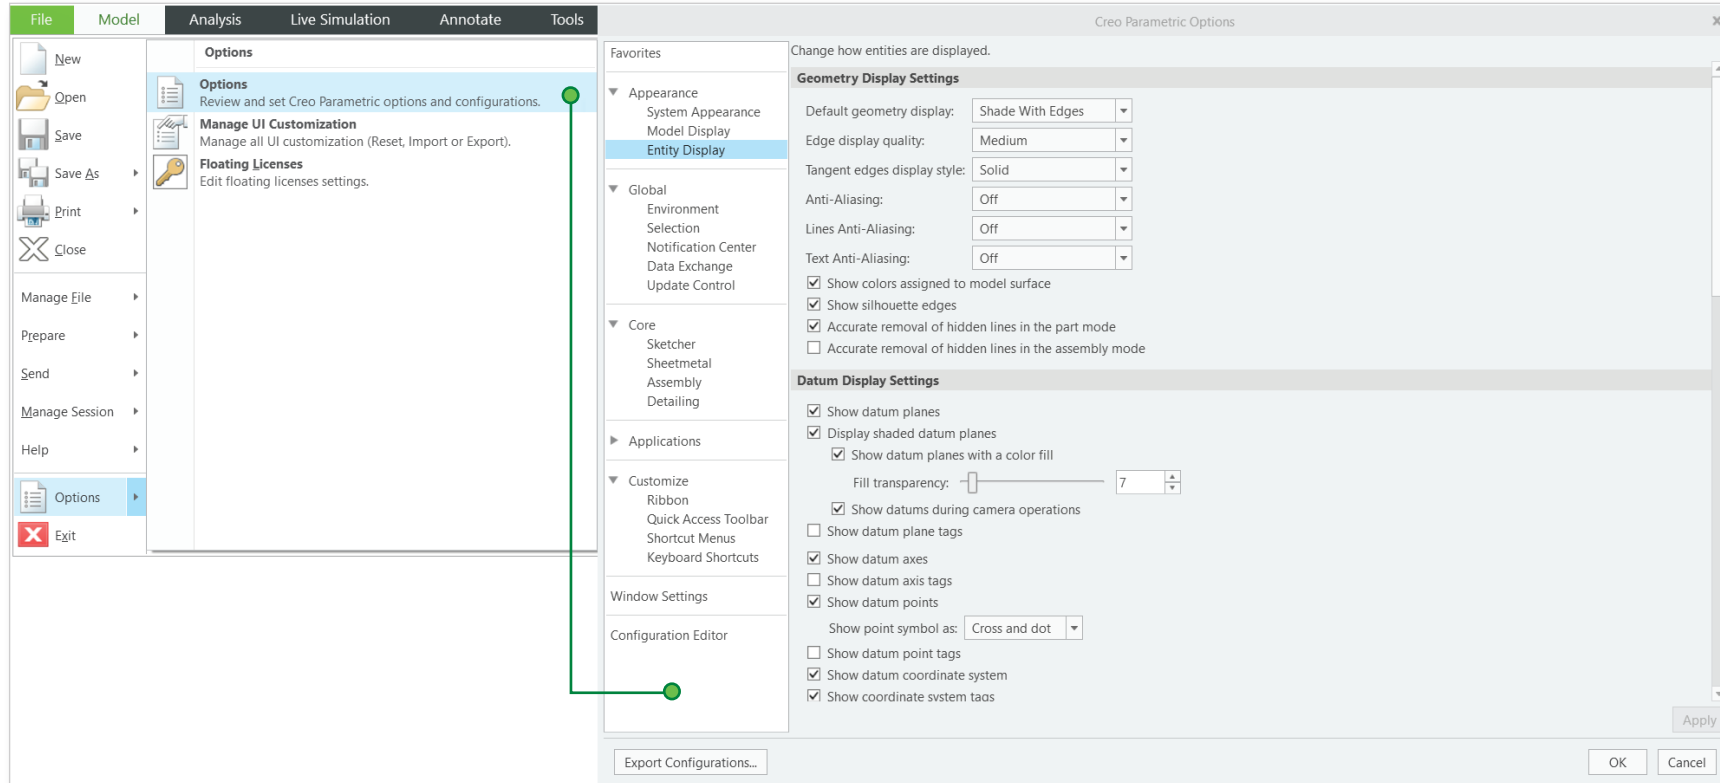 File Model Analysis Live Simulation Annotate Tools
New
Open
Save
Save As
Print
Close
Manage File
Prepare
Send
Manage Session
Help
Options
Exit
Options
Options
Review and set Creo Parametric options and configurations.
Manage UI Customization
Manage all UI customization (Reset, Import or Export).
Floating Licenses
Edit floating licenses settings.
Creo Parametric Options
Favorites
Appearance
System Appearance
Model Display
Entity Display
Global
Environment
Selection
Notification Center
Data Exchange
Update Control
Core
Sketcher
Sheetmetal
Assembly
Detailing
Applications
Customize
Ribbon
Quick Access Toolbar
Shortcut Menus
Keyboard Shortcuts
Window Settings
Configuration Editor
Change how entities are displayed.
Geometry Display Settings
Default geometry display: Shade With Edges
Edge display quality: Medium
Tangent edges display style: Solid
Anti-Aliasing: Off
Lines Anti-Aliasing: Off
Text Anti-Aliasing: Off
Show colors assigned to model surface
Show silhouette edges
Accurate removal of hidden lines in the part mode
Accurate removal of hidden lines in the assembly mode
Datum Display Settings
Show datum planes
Display shaded datum planes
Show datum planes with a color fill
Fill transparency: 7
Show datums during camera operations
Show datum plane tags
Show datum axes
Show datum axis tags
Show datum points
Show point symbol as: Cross and dot
Show datum point tags
Show datum coordinate system
Show coordinate system tags
Apply
Export Configurations... OK Cancel